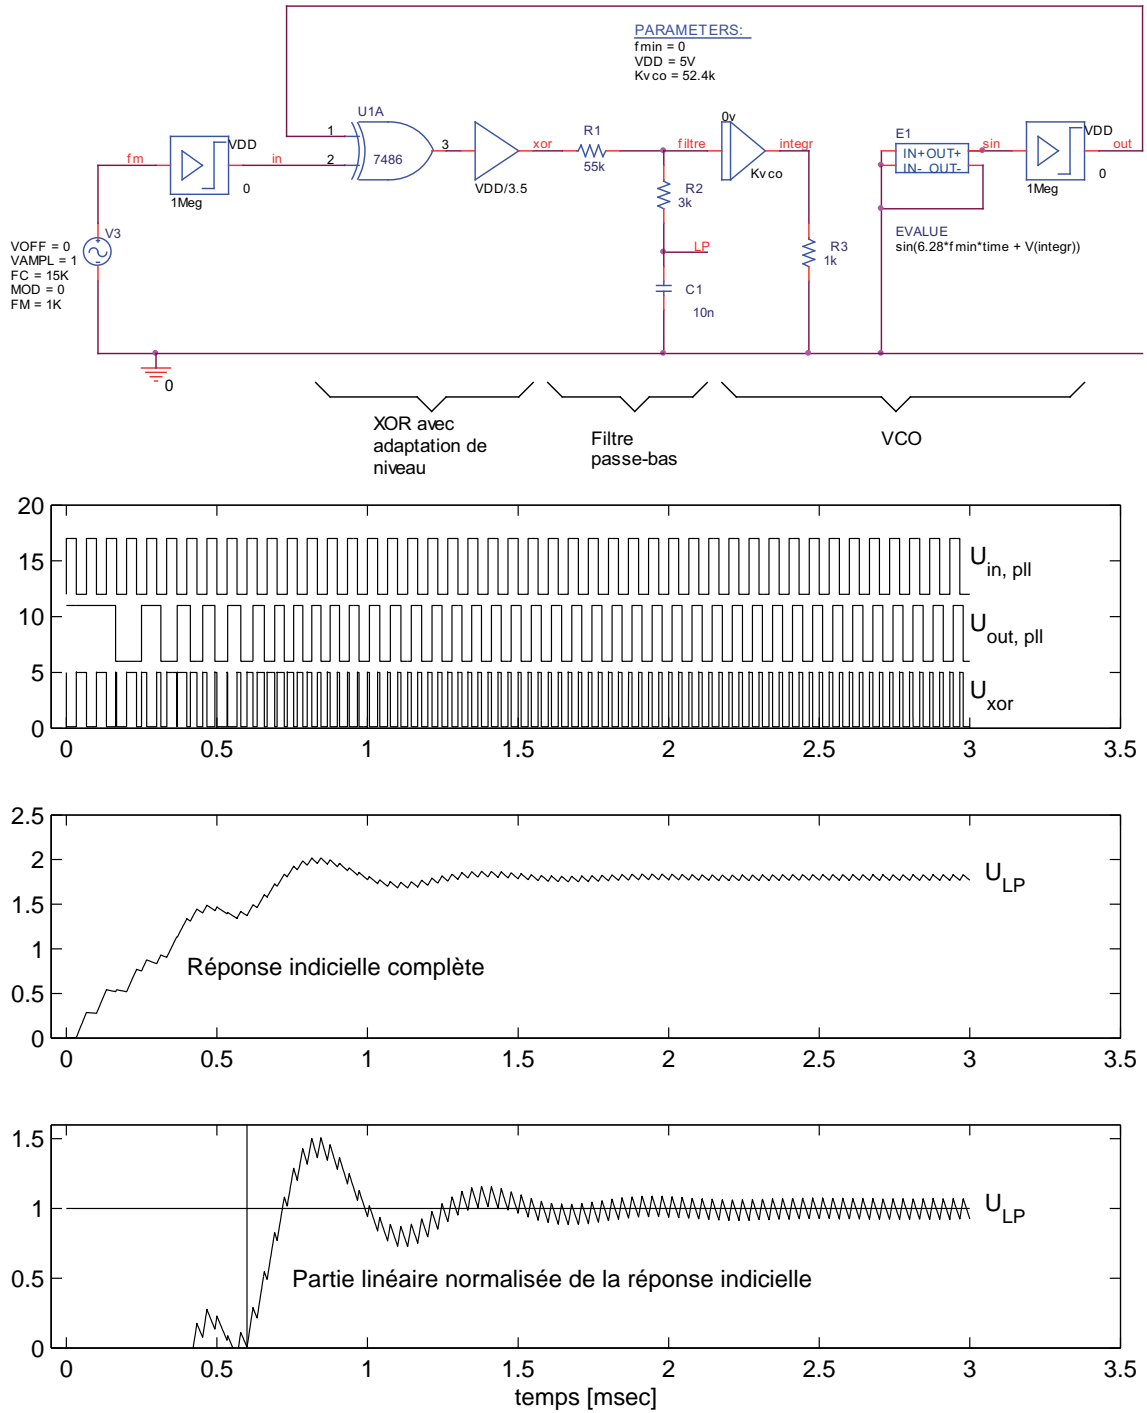 PARAMETERS:
fmin = 0
VDD = 5V
Kvco = 52.4k
U1A
1
2
3
7486
VDD/3.5
xor
R1
55k
filtre
R2
3k
LP
C1
10n
0v
Kvco
integr
R3
1k
E1
IN+OUT+
IN- OUT-
EVALUE
sin(6.28*fmin*time + V(integr))
sin
VDD
out
1Meg
0
fm
VDD
in
1Meg
0
V3
VOFF = 0
VAMPL = 1
FC = 15K
MOD = 0
FM = 1K
0
XOR avec
adaptation de
niveau
Filtre
passe-bas
VCO
20
15
10
5
0
U in, pll
U out, pll
U xor
0 0.5 1 1.5 2 2.5 3 3.5
2.5
2
1.5
1
0.5
0
U LP
Réponse indicielle complète
0 0.5 1 1.5 2 2.5 3 3.5
1.5
1
0.5
0
U LP
Partie linéaire normalisée de la réponse indicielle
0 0.5 1 1.5 2 2.5 3 3.5
temps [msec]